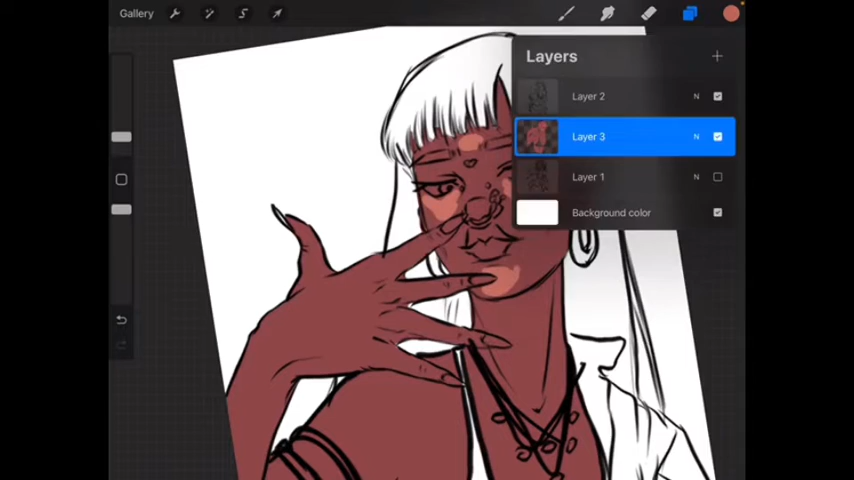 Gallery
Layers
Layer 2 N
Layer 3 N
Layer 1 N
Background color